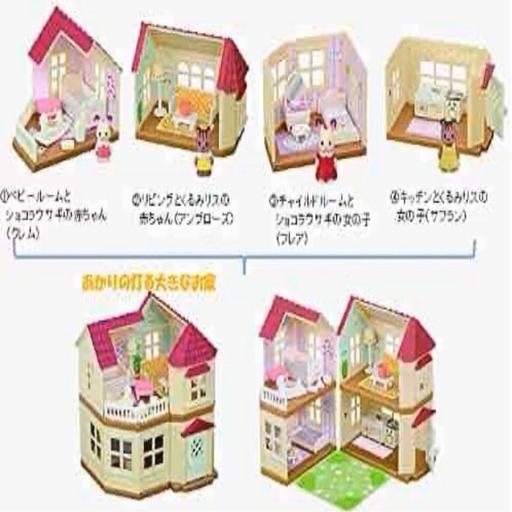 ①ベビールームと
ショコラウサギの赤ちゃん
(クレム)
②リビングとくるみリスの
赤ちゃん(アンブローズ)
③チャイルドルームと
ショコラウサギの女の子
(フレア)
④キッチンとくるみリスの
女の子(サフラン)
あかりの灯る大きなお家